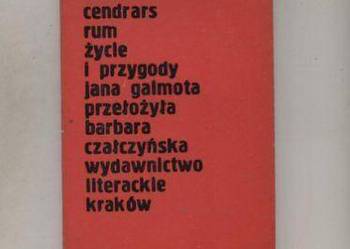 cendrars
rum
życie
i przygody
jana galmota
przełożyła
barbara
czałczyńska
wydawnictwo
literackie
kraków